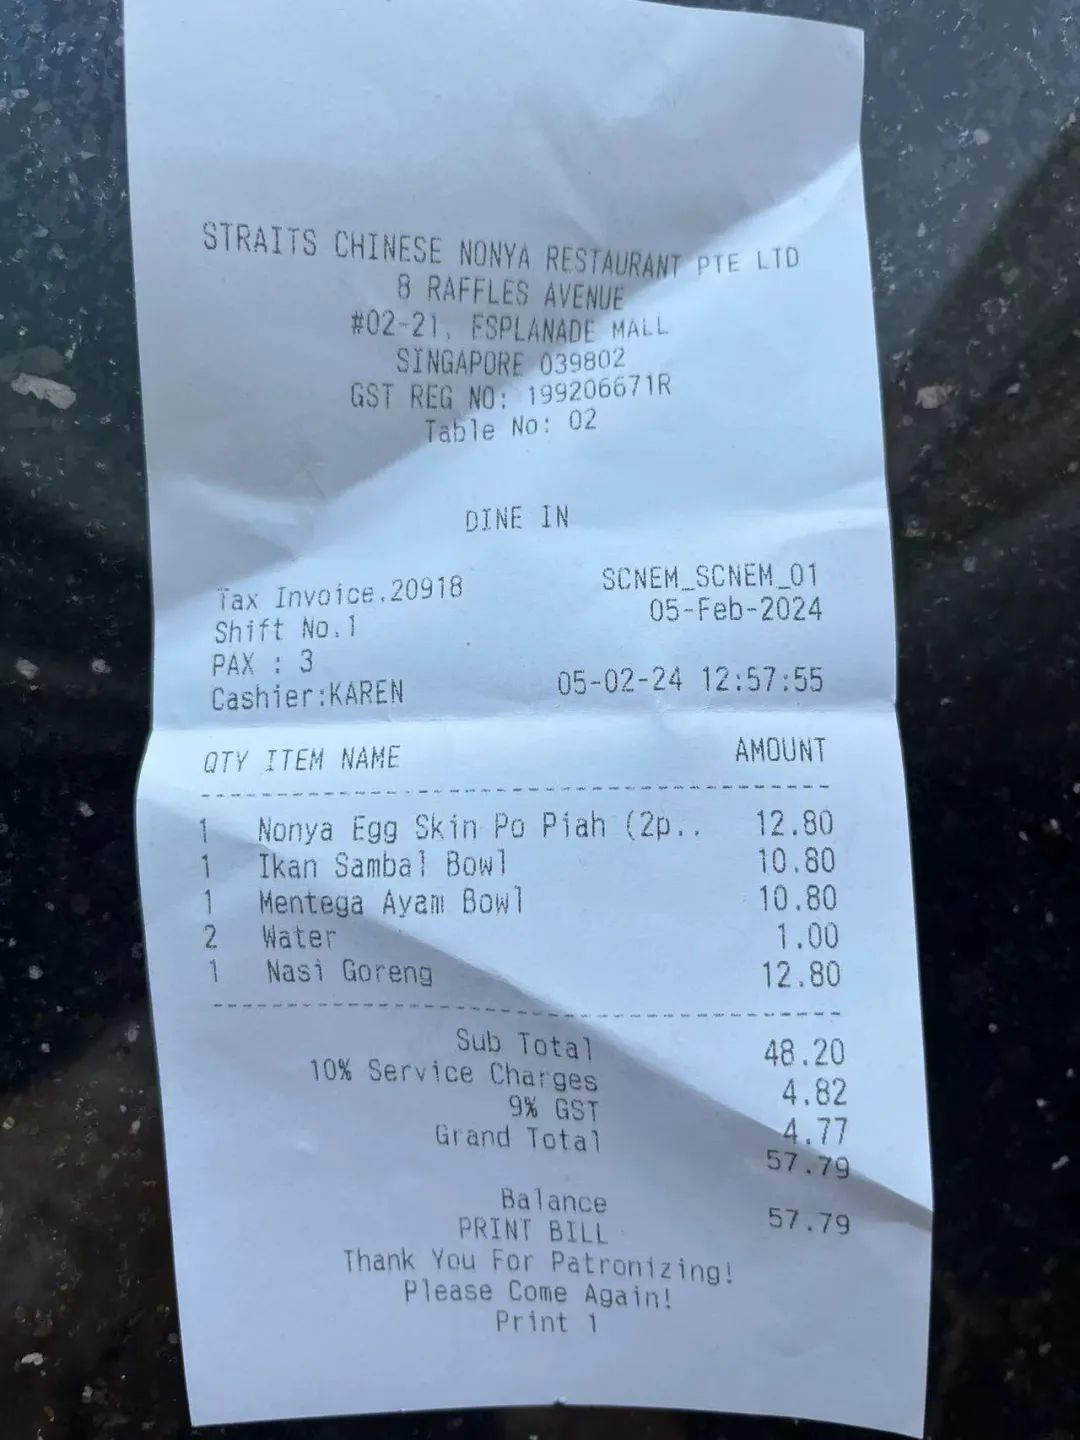 STRAITS CHINESE NONYA RESTAURANT PTE LTD
8 RAFFLES AVENUE
#02-21, ESPLANADE MALL
SINGAPORE 039802
GST REG NO: 199206671R
Table No: 02
DINE IN
Tax Invoice.20918 SCNEM_SCNEM_01
Shift No.1 05-Feb-2024
PAX : 3
Cashier:KAREN 05-02-24 12:57:55
QTY ITEM NAME AMOUNT
1 Nonya Egg Skin Po Piah (2p.. 12.80
1 Ikan Sambal Bowl 10.80
1 Mentega Ayam Bowl 10.80
2 Water 1.00
1 Nasi Goreng 12.80
Sub Total 48.20
10% Service Charges 4.82
9% GST 4.77
Grand Total 57.79
Balance 57.79
PRINT BILL
Thank You For Patronizing!
Please Come Again!
Print 1